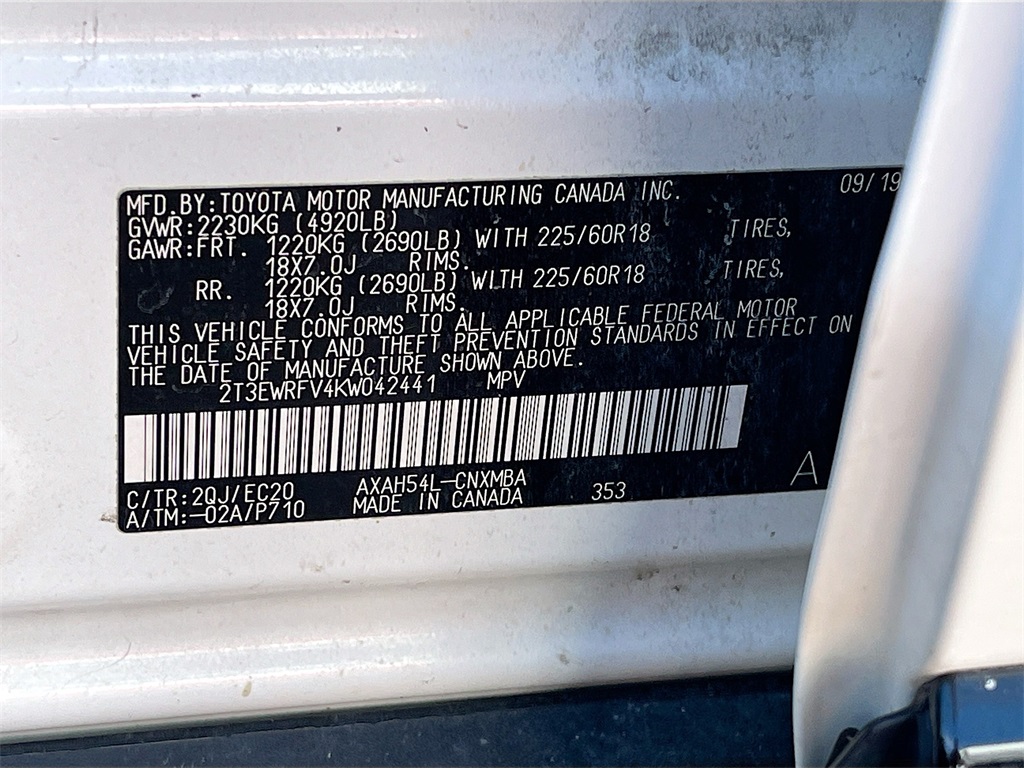 MFD.BY:TOYOTA MOTOR MANUFACTURING CANADA INC. 09/19
GVWR:2230KG (4920LB)
GAWR:FRT. 1220KG (2690LB) WITH 225/60R18 TIRES,
18X7.0J RIMS.
RR. 1220KG (2690LB) WITH 225/60R18 TIRES,
18X7.0J RIMS.
THIS VEHICLE CONFORMS TO ALL APPLICABLE FEDERAL MOTOR
VEHICLE SAFETY AND THEFT PREVENTION STANDARDS IN EFFECT ON
THE DATE OF MANUFACTURE SHOWN ABOVE.
2T3EWRFV4KW042441 MPV
C/TR:2QJ/EC20 AXAH54L-CNXMBA 353 A
A/TM:-02A/P710 MADE IN CANADA